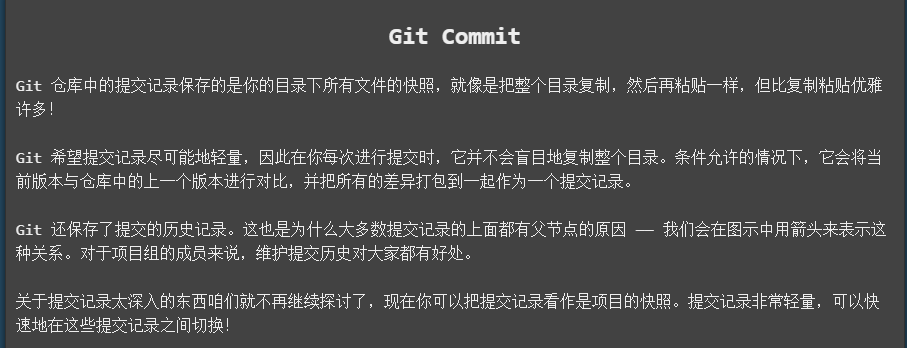 Git Commit
Git 仓库中的提交记录保存的是你的目录下所有文件的快照，就像是把整个目录复制，然后再粘贴一样，但比复制粘贴优雅
许多！
Git 希望提交记录尽可能地轻量，因此在你每次进行提交时，它并不会盲目地复制整个目录。条件允许的情况下，它会将当
前版本与仓库中的上一个版本进行对比，并把所有的差异打包到一起作为一个提交记录。
Git 还保存了提交的历史记录。这也是为什么大多数提交记录的上面都有父节点的原因 —— 我们会在图示中用箭头来表示这
种关系。对于项目组的成员来说，维护提交历史对大家都有好处。
关于提交记录太深入的东西咱们就不再继续探讨了，现在你可以把提交记录看作是项目的快照。提交记录非常轻量，可以快
速地在这些提交记录之间切换！